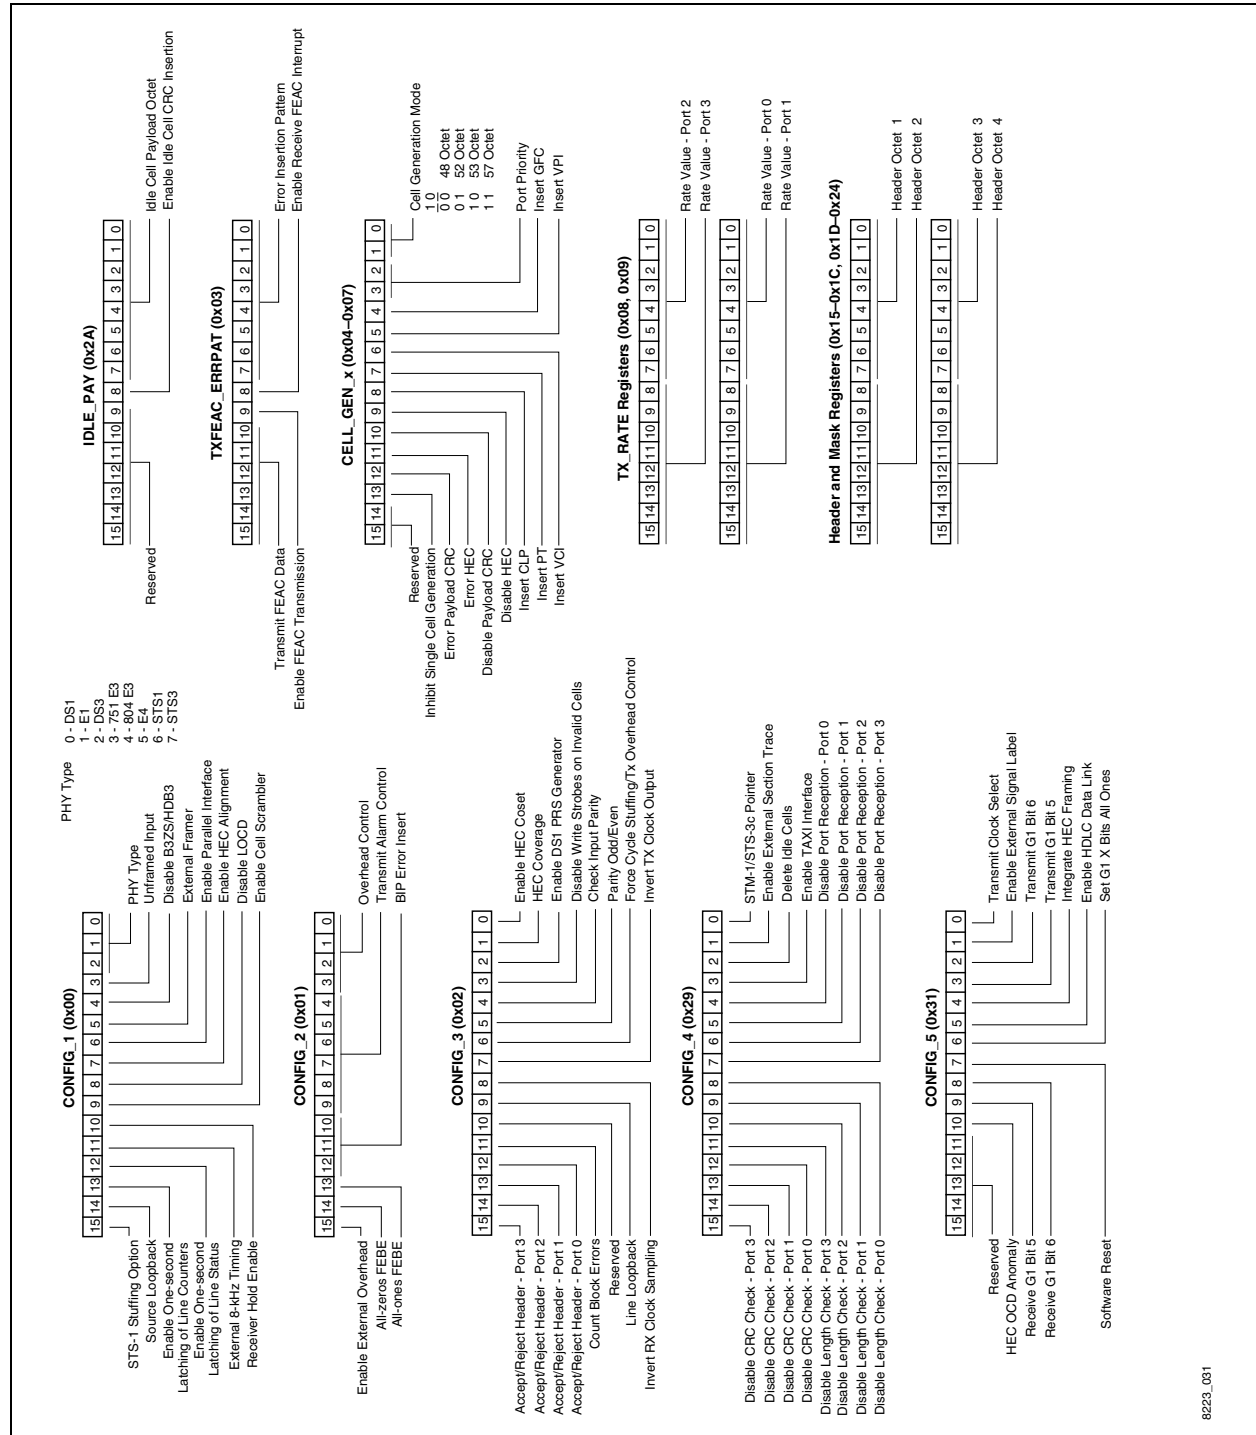 PHY Type
0 - DS1
1 - E1
2 - DS3
3 - 751 E3
4 - 804 E3
5 - E4
6 - STS1
7 - STS3
CONFIG_1 (0x00)
15 14 13 12 11 10 9 8 7 6 5 4 3 2 1 0
STS-1 Stuffing Option
Source Loopback
Enable One-second
Latching of Line Counters
Enable One-second
Latching of Line Status
External 8-kHz Timing
Receiver Hold Enable
PHY Type
Unframed Input
Disable B3ZS/HDB3
External Framer
Enable Parallel Interface
Enable HEC Alignment
Disable LOCD
Enable Cell Scrambler
CONFIG_2 (0x01)
15 14 13 12 11 10 9 8 7 6 5 4 3 2 1 0
Enable External Overhead
All-zeros FEBE
All-ones FEBE
Overhead Control
Transmit Alarm Control
BIP Error Insert
CONFIG_3 (0x02)
15 14 13 12 11 10 9 8 7 6 5 4 3 2 1 0
Accept/Reject Header - Port 3
Accept/Reject Header - Port 2
Accept/Reject Header - Port 1
Accept/Reject Header - Port 0
Count Block Errors
Reserved
Line Loopback
Invert RX Clock Sampling
Enable HEC Coset
HEC Coverage
Enable DS1 PRS Generator
Disable Write Strobes on Invalid Cells
Check Input Parity
Parity Odd/Even
Force Cycle Stuffing/Tx Overhead Control
Invert TX Clock Output
CONFIG_4 (0x29)
15 14 13 12 11 10 9 8 7 6 5 4 3 2 1 0
Disable CRC Check - Port 3
Disable CRC Check - Port 2
Disable CRC Check - Port 1
Disable CRC Check - Port 0
Disable Length Check - Port 3
Disable Length Check - Port 2
Disable Length Check - Port 1
Disable Length Check - Port 0
STM-1/STS-3c Pointer
Enable External Section Trace
Delete Idle Cells
Enable TAXI Interface
Disable Port Reception - Port 0
Disable Port Reception - Port 1
Disable Port Reception - Port 2
Disable Port Reception - Port 3
CONFIG_5 (0x31)
15 14 13 12 11 10 9 8 7 6 5 4 3 2 1 0
Reserved
HEC OCD Anomaly
Receive G1 Bit 5
Receive G1 Bit 6
Software Reset
Transmit Clock Select
Enable External Signal Label
Transmit G1 Bit 6
Transmit G1 Bit 5
Integrate HEC Framing
Enable HDLC Data Link
Set G1 X Bits All Ones
IDLE_PAY (0x2A)
15 14 13 12 11 10 9 8 7 6 5 4 3 2 1 0
Reserved
Idle Cell Payload Octet
Enable Idle Cell CRC Insertion
TXFEAC_ERRPAT (0x03)
15 14 13 12 11 10 9 8 7 6 5 4 3 2 1 0
Transmit FEAC Data
Enable FEAC Transmission
Error Insertion Pattern
Enable Receive FEAC Interrupt
CELL_GEN_x (0x04–0x07)
15 14 13 12 11 10 9 8 7 6 5 4 3 2 1 0
Reserved
Inhibit Single Cell Generation
Error Payload CRC
Error HEC
Disable Payload CRC
Disable HEC
Insert CLP
Insert PT
Insert VCI
Cell Generation Mode
1 0
0 0 48 Octet
0 1 52 Octet
1 0 53 Octet
1 1 57 Octet
Port Priority
Insert GFC
Insert VPI
TX_RATE Registers (0x08, 0x09)
15 14 13 12 11 10 9 8 7 6 5 4 3 2 1 0
Rate Value - Port 2
Rate Value - Port 3
15 14 13 12 11 10 9 8 7 6 5 4 3 2 1 0
Rate Value - Port 0
Rate Value - Port 1
Header and Mask Registers (0x15–0x1C, 0x1D–0x24)
15 14 13 12 11 10 9 8 7 6 5 4 3 2 1 0
Header Octet 1
Header Octet 2
15 14 13 12 11 10 9 8 7 6 5 4 3 2 1 0
Header Octet 3
Header Octet 4
8223_031